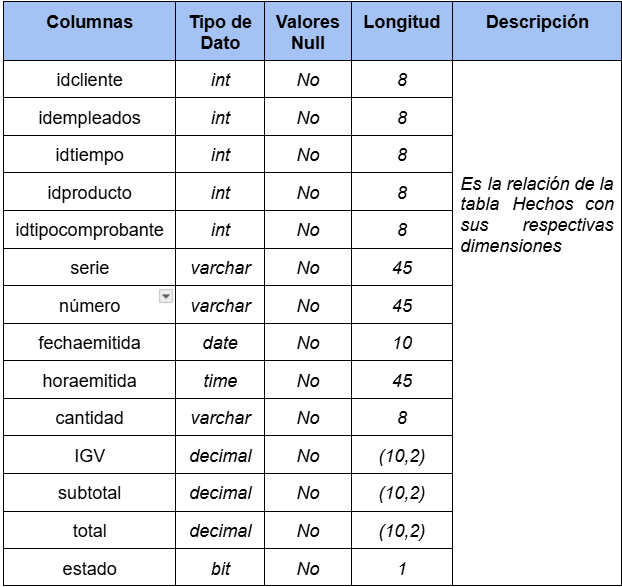 Columnas Tipo de Dato Valores Null Longitud Descripción
idcliente int No 8
idempleados int No 8
idtiempo int No 8
idproducto int No 8
idtipocomprobante int No 8
Es la relación de la
tabla Hechos con
sus respectivas
dimensiones
serie varchar No 45
número varchar No 45
fechaemitida date No 10
horaemitida time No 45
cantidad varchar No 8
IGV decimal No (10,2)
subtotal decimal No (10,2)
total decimal No (10,2)
estado bit No 1